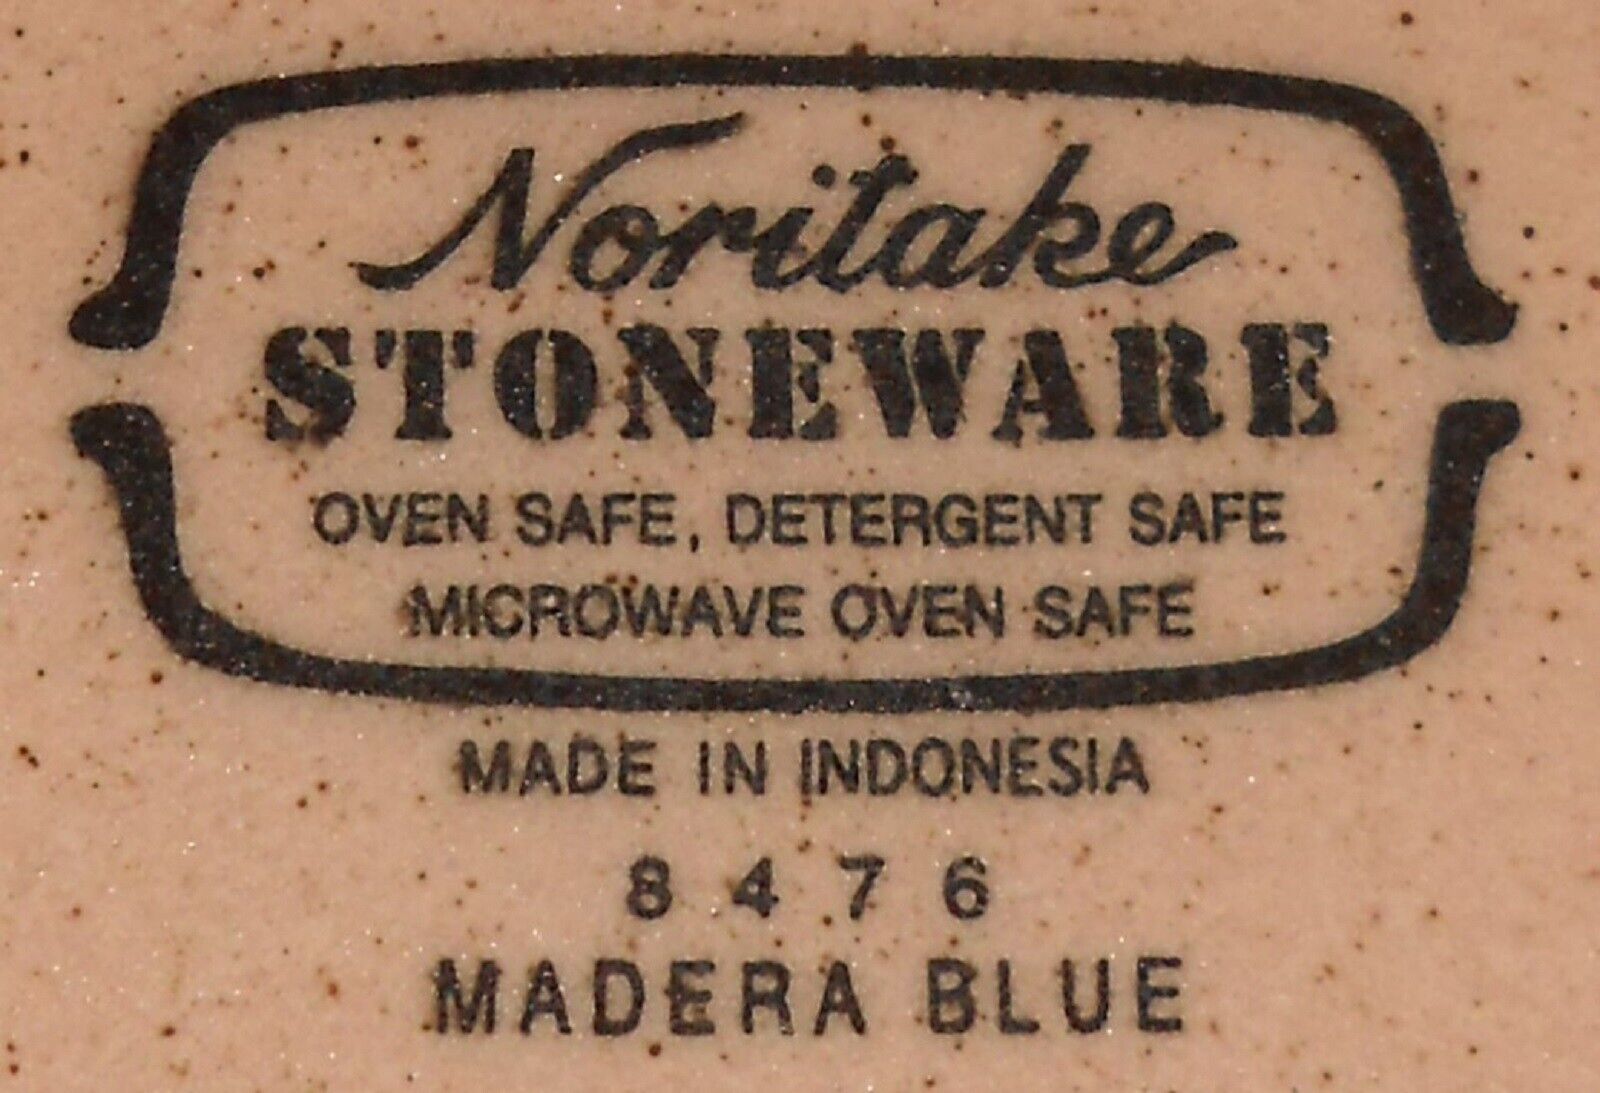 Noritake
STONEWARE
OVEN SAFE, DETERGENT SAFE
MICROWAVE OVEN SAFE
MADE IN INDONESIA
8476
MADERA BLUE